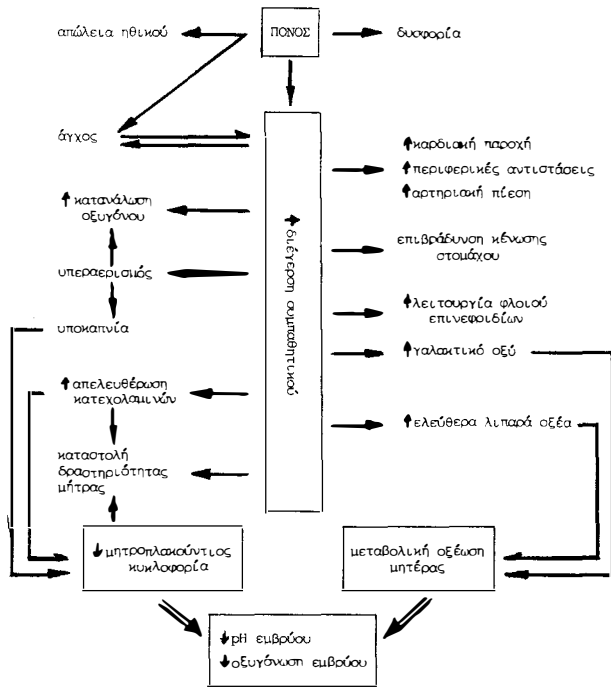 απώλεια ηθικού
ΠΟΝΟΣ
δυσφορία
άγχος
↑καρδιακή παροχή
↑περιφερικές αντιστάσεις
↑αρτηριακή πίεση
↑κατανάλωση
οξυγόνου
↑διέγερση συμπαθητικού
επιβράδυνση κένωσης
στομάχου
υπεραερισμός
↑λειτουργία φλοιού
επινεφριδίων
υποκαπνία
↑γαλακτικό οξύ
↑απελευθέρωση
κατεχολαμινών
↑ελεύθερα λιπαρά οξέα
καταστολή
δραστηριότητας
μήτρας
↓μητροπλακούντιος
κυκλοφορία
μεταβολική οξέωση
μητέρας
↓pH εμβρύου
↓οξυγόνωση εμβρύου